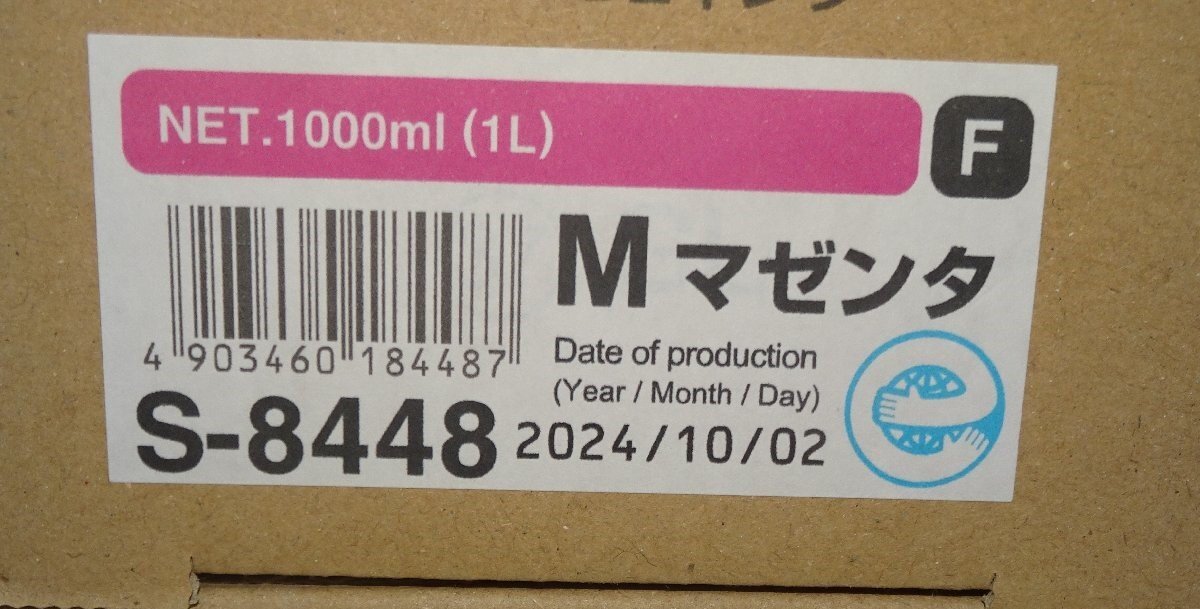 NET.1000ml (1L)
F
M マゼンタ
4 903460 184487
Date of production
(Year / Month / Day)
S-8448
2024/10/02